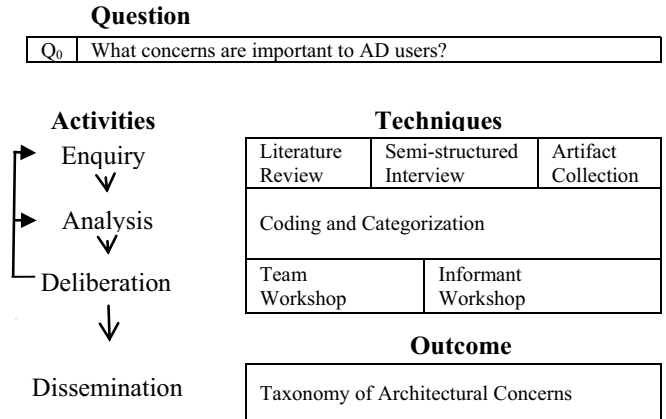 Question
Q0 What concerns are important to AD users?
Activities
Enquiry
Analysis
Deliberation
Dissemination
Techniques
Literature
Review
Semi-structured
Interview
Artifact
Collection
Coding and Categorization
Team
Workshop
Informant
Workshop
Outcome
Taxonomy of Architectural Concerns